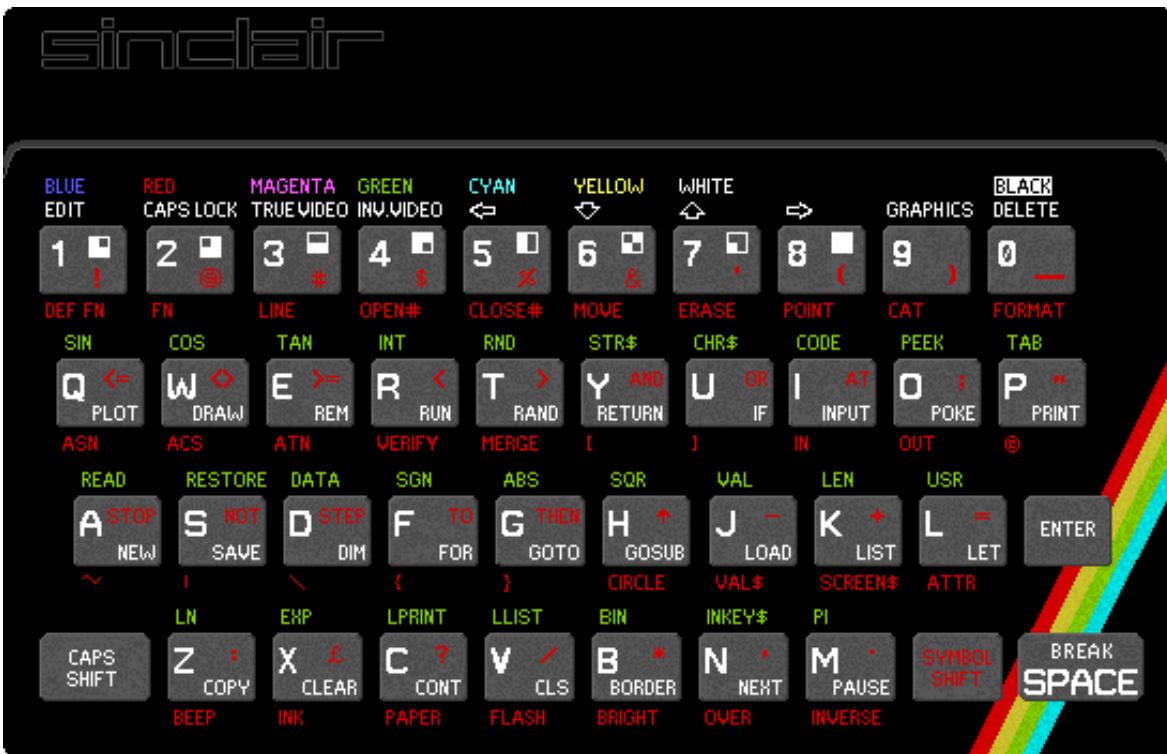 sinclair
BLUE RED MAGENTA GREEN CYAN YELLOW WHITE BLACK
EDIT CAPS LOCK TRUE VIDEO INV.VIDEO ⇦ ⇩ ⇧ ⇨ GRAPHICS DELETE
1 2 3 4 5 6 7 8 9 0
! @ # $ % & ' ( ) _
DEF FN FN LINE OPEN# CLOSE# MOVE ERASE POINT CAT FORMAT
SIN COS TAN INT RND STR$ CHR$ CODE PEEK TAB
Q <= W <> E >= R < T > Y AND U OR I AT O ; P "
PLOT DRAW REM RUN RAND RETURN IF INPUT POKE PRINT
ASN ACS ATN VERIFY MERGE [ ] IN OUT ©
READ RESTORE DATA SGN ABS SQR VAL LEN USR
A STOP S NOT D STEP F TO G THEN H ↑ J - K + L = ENTER
NEW SAVE DIM FOR GOTO GOSUB LOAD LIST LET
~ | \ { } CIRCLE VAL$ SCREEN$ ATTR
LN EXP LPRINT LLIST BIN INKEY$ PI
CAPS SHIFT Z : X £ C ? V / B * N , M . SYMBOL SHIFT BREAK SPACE
COPY CLEAR CONT CLS BORDER NEXT PAUSE
BEEP INK PAPER FLASH BRIGHT OVER INVERSE